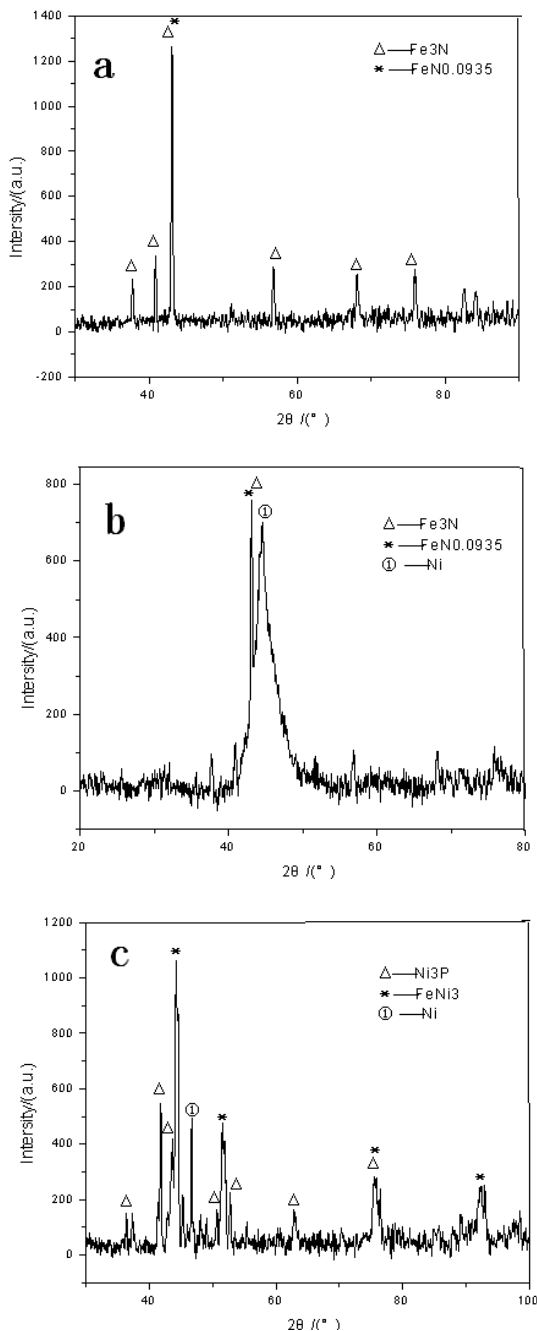 a
△—Fe3N
*—FeN0.0935
Intersity/(a.u.)
1400
1200
1000
800
600
400
200
0
-200
40
60
80
2θ /(°)
b
△—Fe3N
*—FeN0.0935
①—Ni
Intersity/(a.u.)
800
600
400
200
0
20
40
60
80
2θ /(°)
c
△—Ni3P
*—FeNi3
①—Ni
Intersity/(a.u.)
1200
1000
800
600
400
200
0
40
60
80
100
2θ /(°)